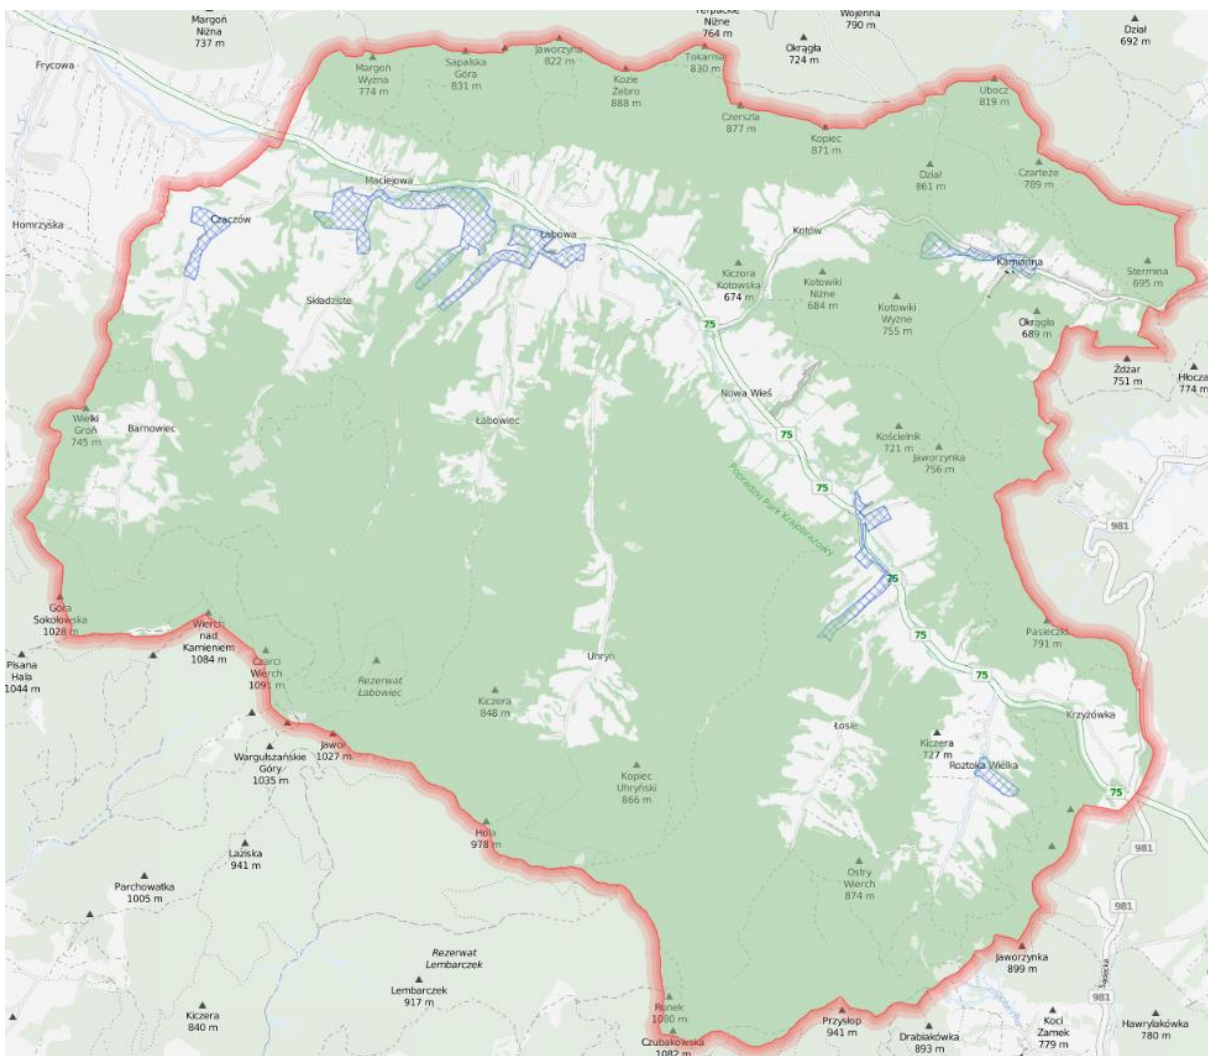 Margoń
Niżna
737 m
Niżne
764 m
Wojenna
790 m
Okrągła
724 m
Dział
692 m
Frycowa
Margoń
Wyżna
774 m
Sapalska
Góra
831 m
Jaworzyna
822 m
Kozie
Żebro
888 m
Tokarnia
830 m
Ubocz
819 m
Czerszla
877 m
Kopiec
871 m
Dział
861 m
Czarteże
789 m
Maciejowa
Homrzyska
Czaczów
Łabowa
Kotów
Kamianna
Stermina
695 m
Kiczora
Kotowska
674 m
Kotowiki
Niżne
684 m
Kotowiki
Wyżne
755 m
Składziste
Okrągła
689 m
75
Żdżar
751 m
Hłocza
774 m
Nowa Wieś
Wielki
Groń
745 m
Barnowiec
Łabowiec
75
Kościelnik
721 m
Jaworzynka
756 m
Popradzki Park Krajobrazowy
75
981
75
Góra
Sokołowska
1028 m
Wierch
nad
Kamieniem
1084 m
Pisana
Hala
1044 m
Czarci
Wierch
1091 m
Rezerwat
Łabowiec
Uhryń
75
Pasieczki
791 m
75
Kiczera
848 m
Krzyżówka
Łosie
Kiczera
727 m
Jawor
1027 m
Wargulszańskie
Góry
1035 m
Roztoka Wielka
Kopiec
Uhryński
866 m
75
Hola
978 m
Łaziska
941 m
981
Parchowatka
1005 m
Ostry
Wierch
874 m
981
Rezerwat
Lembarczek
Jaworzynka
899 m
Lembarczek
917 m
981
Kiczera
840 m
Runek
1080 m
Przysłop
941 m
Drabiakówka
893 m
Koci
Zamek
779 m
Hawrylakówka
780 m
Czubakowska
1082 m